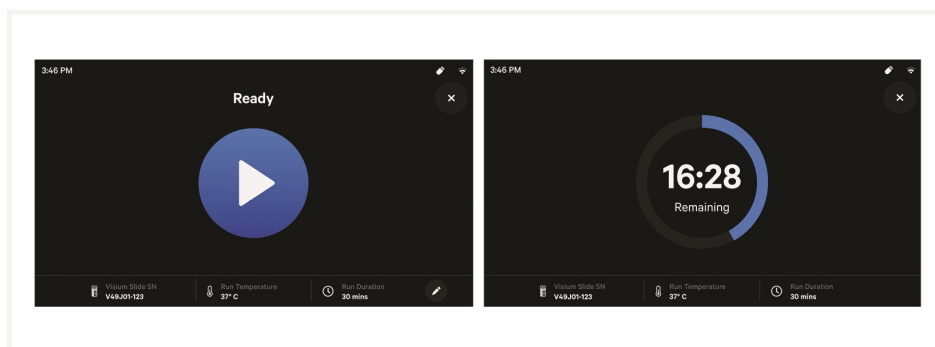 3:46 PM
Ready
Visium Slide SN
V49J01-123
Run Temperature
37° C
Run Duration
30 mins
3:46 PM
16:28
Remaining
Visium Slide SN
V49J01-123
Run Temperature
37° C
Run Duration
30 mins